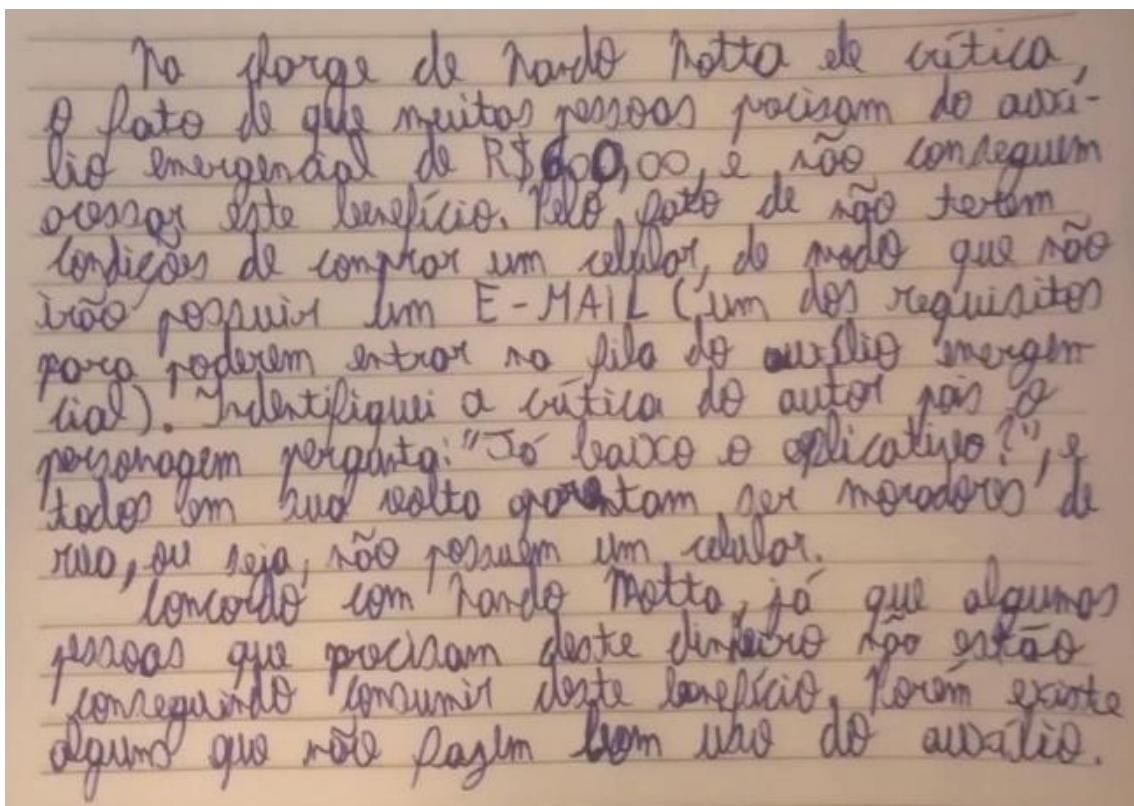 Na charge de Nando Motta ele crítica,
o fato de que muitas pessoas precisam do auxí-
lio emergencial de R$600,00, e não conseguem
acessar este benefício. Pelo fato de não terem
condições de comprar um celular, de modo que não
irão possuir um E-MAIL (um dos requisitos
para poderem entrar na fila do auxílio emergen
cial). Indentifiquei a crítica do autor pois o
personagem pergunta: "Já baixo o aplicativo?", e
todos em sua volta aparentam ser moradores de
rua, ou seja, não possuem um celular.
Concordo com Nando Motta, já que algumas
pessoas que precisam deste dinheiro não estão
conseguindo consumir deste benefício. Porém existe
alguns que não fazem bom uso do auxílio.